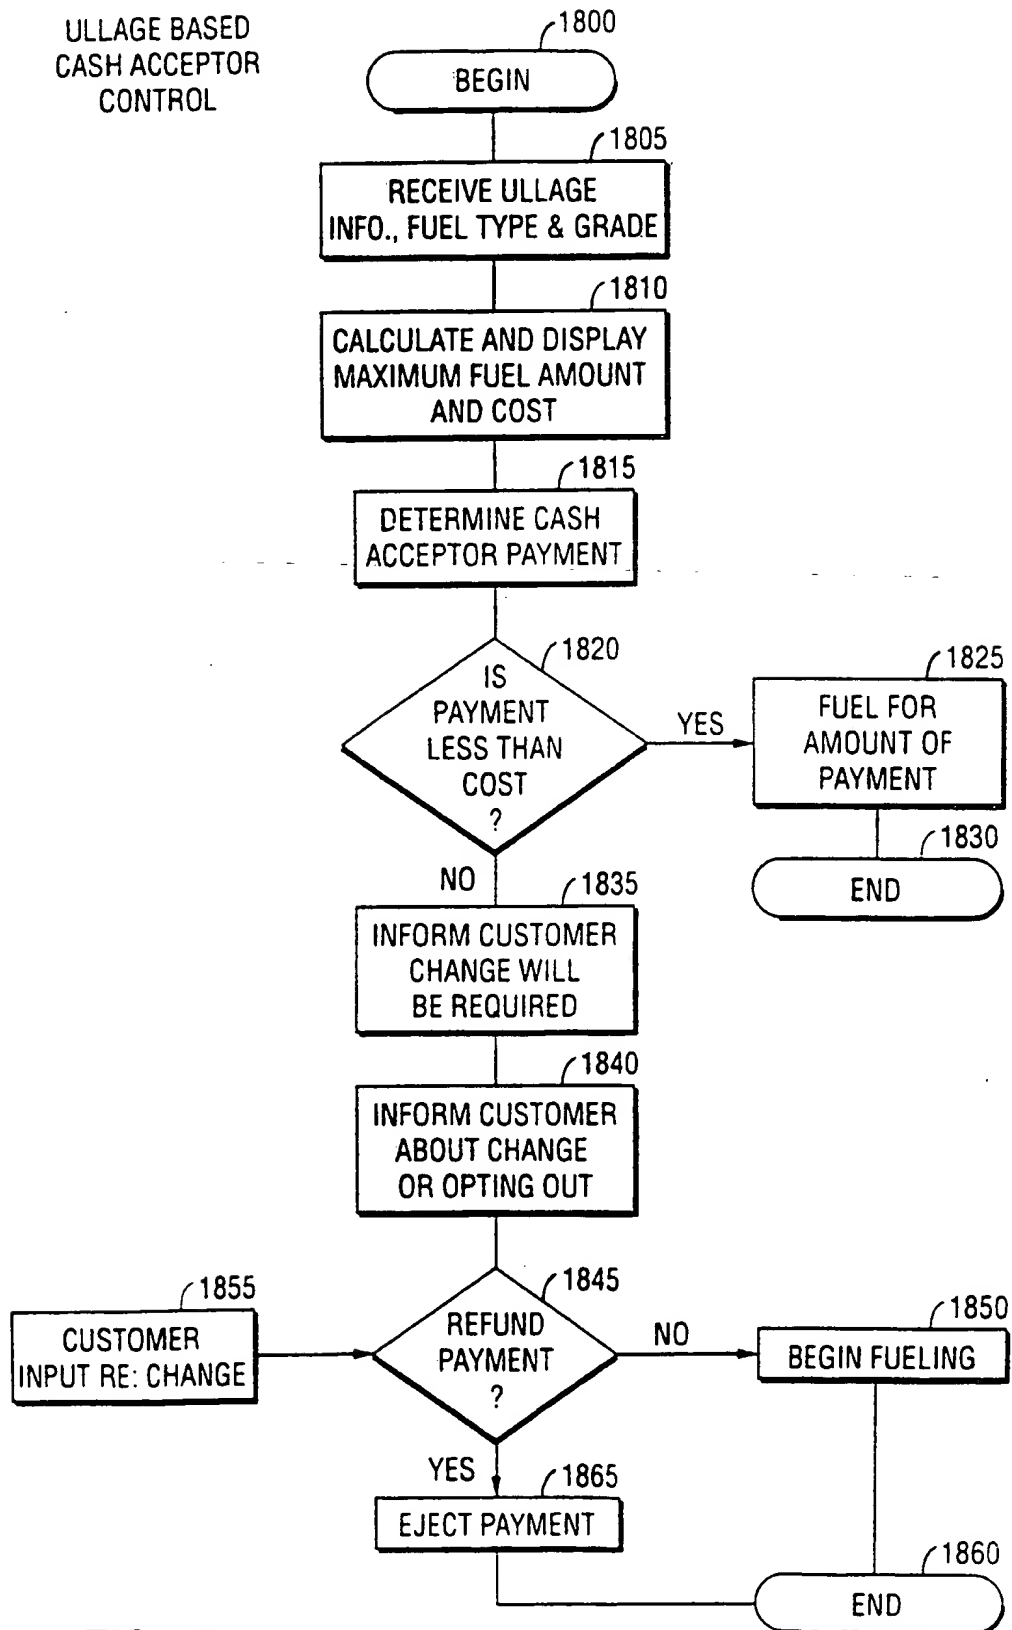 ULLAGE BASED
CASH ACCEPTOR
CONTROL
1800
BEGIN
1805
RECEIVE ULLAGE
INFO., FUEL TYPE & GRADE
1810
CALCULATE AND DISPLAY
MAXIMUM FUEL AMOUNT
AND COST
1815
DETERMINE CASH
ACCEPTOR PAYMENT
1820
IS
PAYMENT
LESS THAN
COST
?
YES
1825
FUEL FOR
AMOUNT OF
PAYMENT
1830
END
NO
1835
INFORM CUSTOMER
CHANGE WILL
BE REQUIRED
1840
INFORM CUSTOMER
ABOUT CHANGE
OR OPTING OUT
1855
CUSTOMER
INPUT RE: CHANGE
1845
REFUND
PAYMENT
?
NO
1850
BEGIN FUELING
YES
1865
EJECT PAYMENT
1860
END